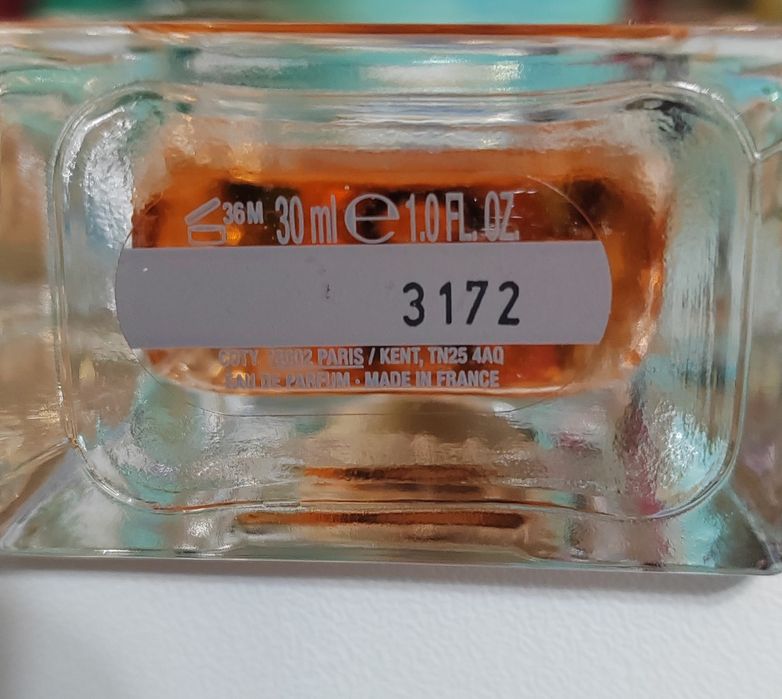 36M 30 ml e 1.0 FL. OZ.
3172
COTY PARIS / KENT, TN25 4AQ
EAU DE PARFUM · MADE IN FRANCE